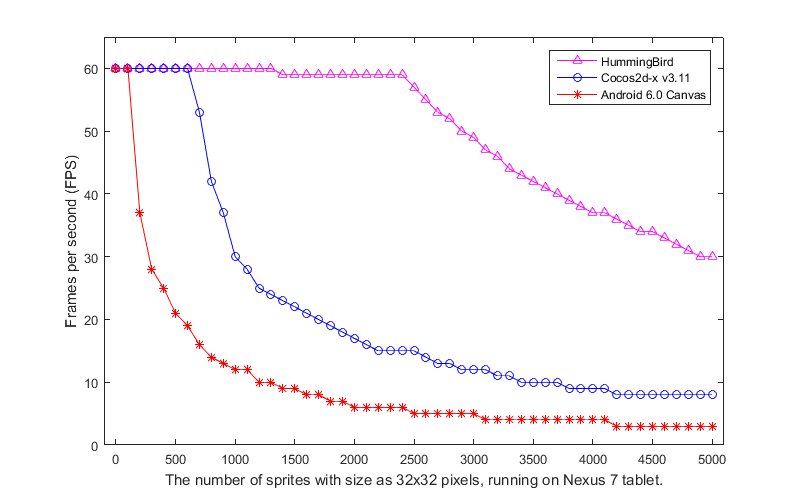 60
50
40
30
20
10
0
Frames per second (FPS)
HummingBird
Cocos2d-x v3.11
Android 6.0 Canvas
0 500 1000 1500 2000 2500 3000 3500 4000 4500 5000
The number of sprites with size as 32x32 pixels, running on Nexus 7 tablet.